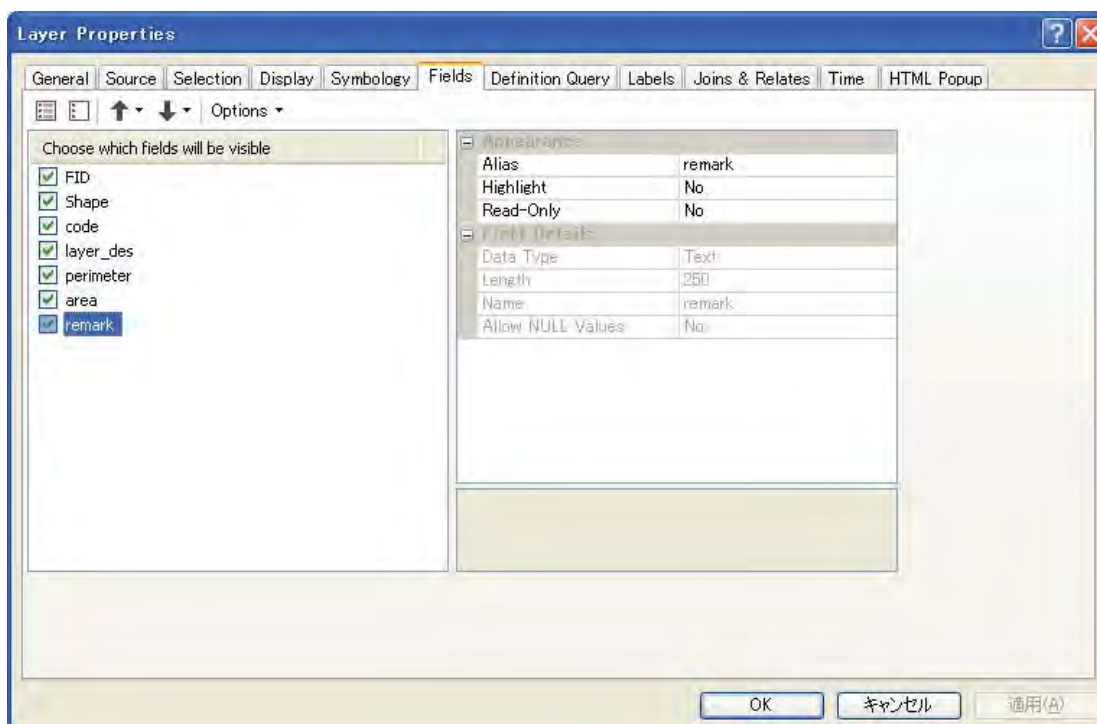 Layer Properties
General Source Selection Display Symbology Fields Definition Query Labels Joins & Relates Time HTML Popup
Options
Choose which fields will be visible
FID
Shape
code
layer_des
perimeter
area
remark
Appearance
Alias remark
Highlight No
Read-Only No
Field Details
Data Type Text
Length 250
Name remark
Allow NULL Values No
OK キャンセル 適用(A)